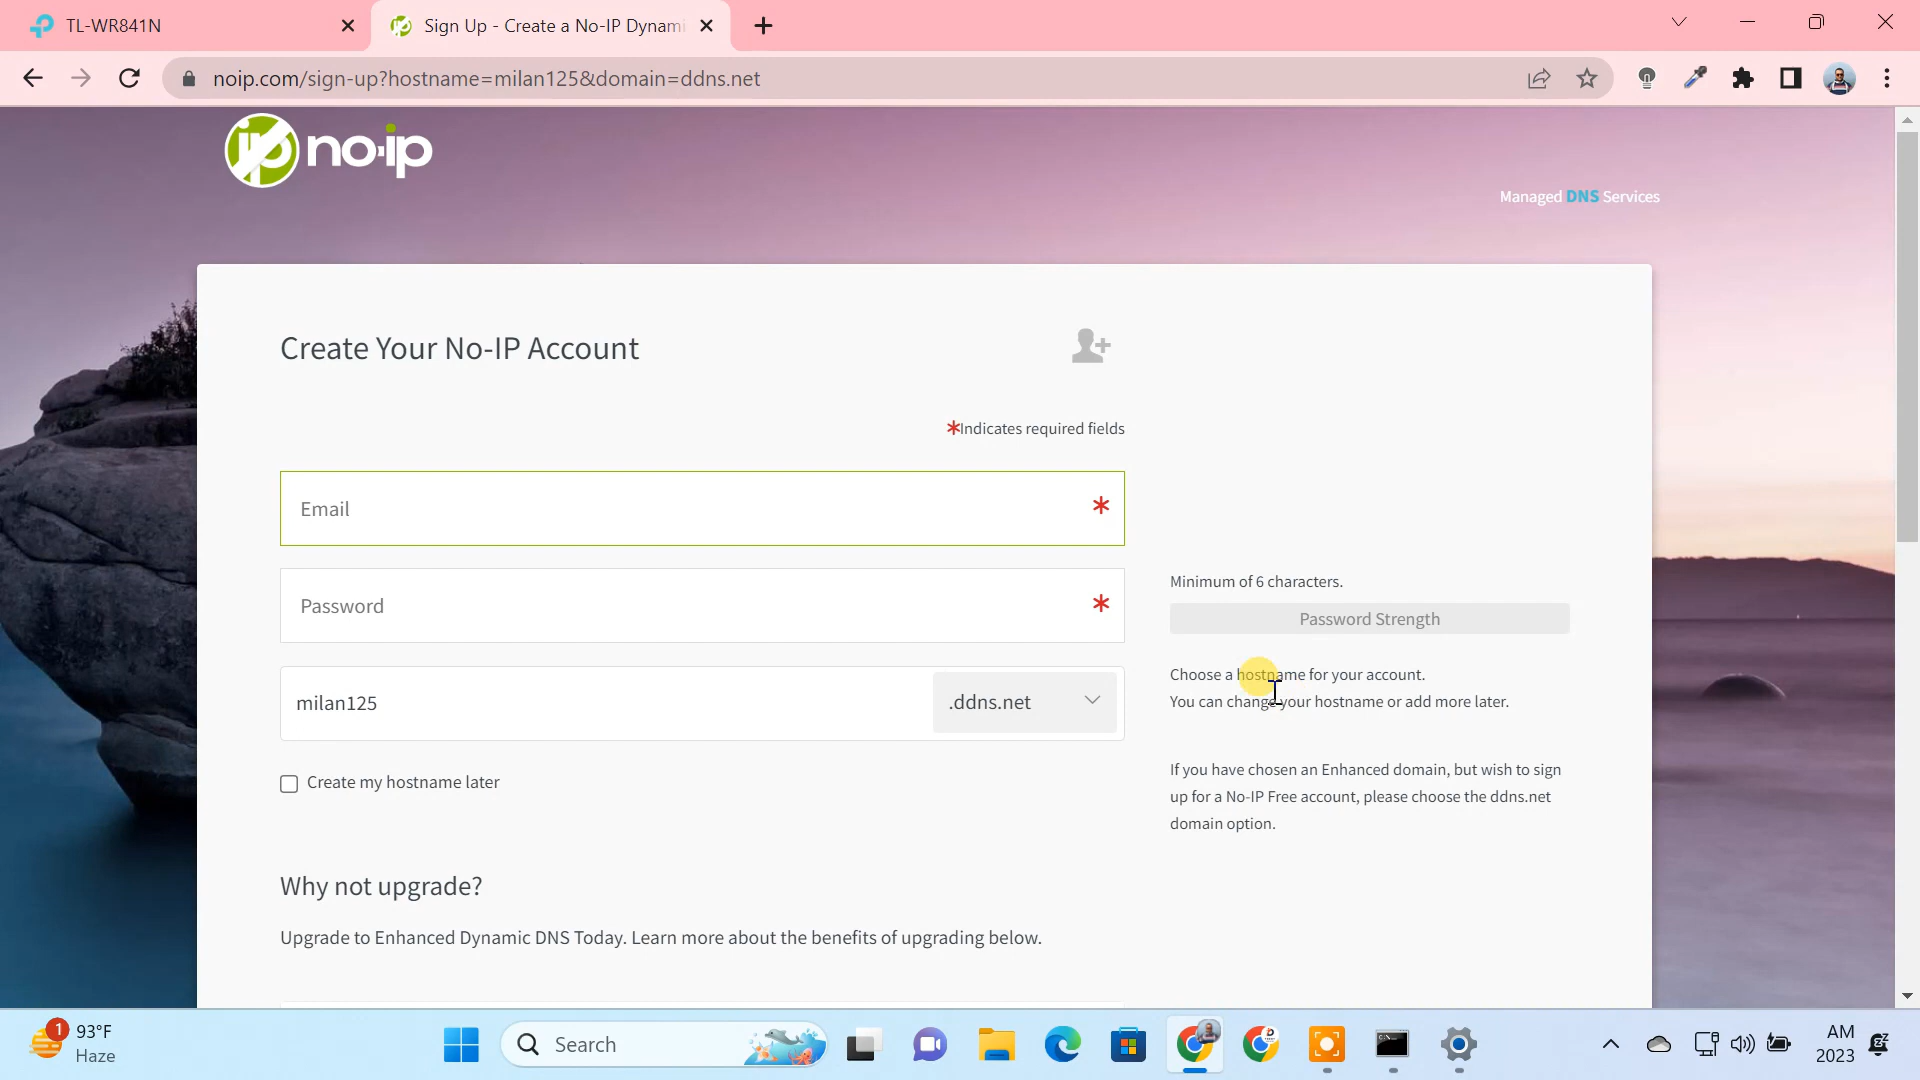 TL-WR841N
Sign Up - Create a No-IP Dynami
noip.com/sign-up?hostname=milan125&domain=ddns.net
no-ip
Managed DNS Services
Create Your No-IP Account
*Indicates required fields
Email *
Password *
Minimum of 6 characters.
Password Strength
milan125 .ddns.net
Choose a hostname for your account.
You can change your hostname or add more later.
Create my hostname later
If you have chosen an Enhanced domain, but wish to sign
up for a No-IP Free account, please choose the ddns.net
domain option.
Why not upgrade?
Upgrade to Enhanced Dynamic DNS Today. Learn more about the benefits of upgrading below.
1
93°F
Haze
Search
AM
2023